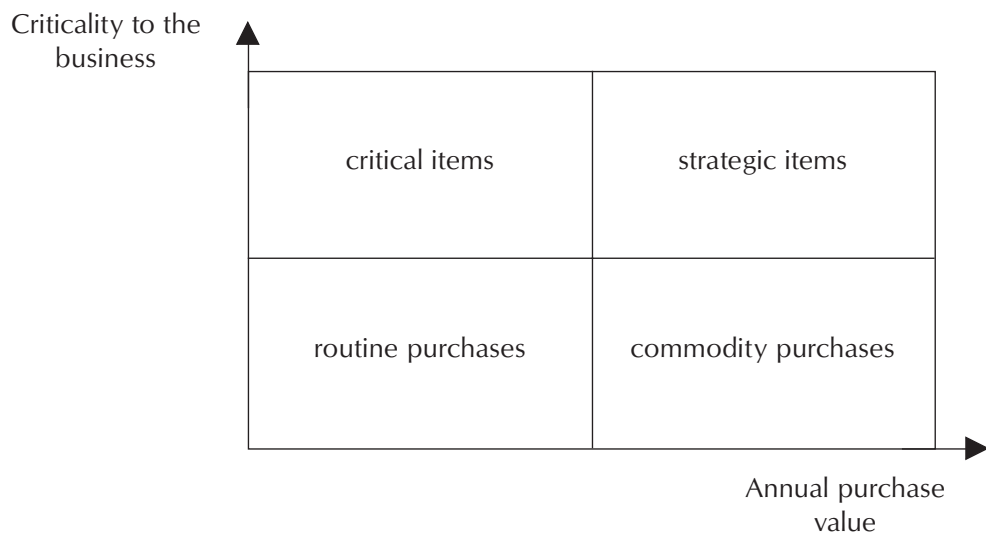 Criticality to the
business
critical items
strategic items
routine purchases
commodity purchases
Annual purchase
value